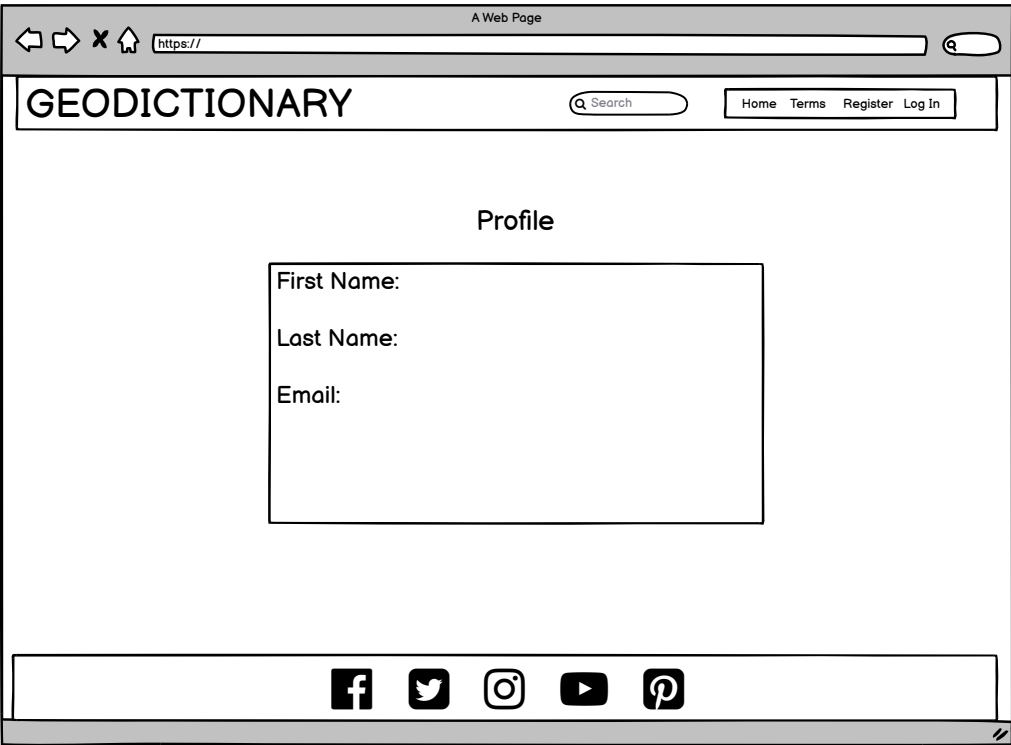 A Web Page
https://
GEODICTIONARY
Search
Home Terms Register Log In
Profile
First Name:
Last Name:
Email: